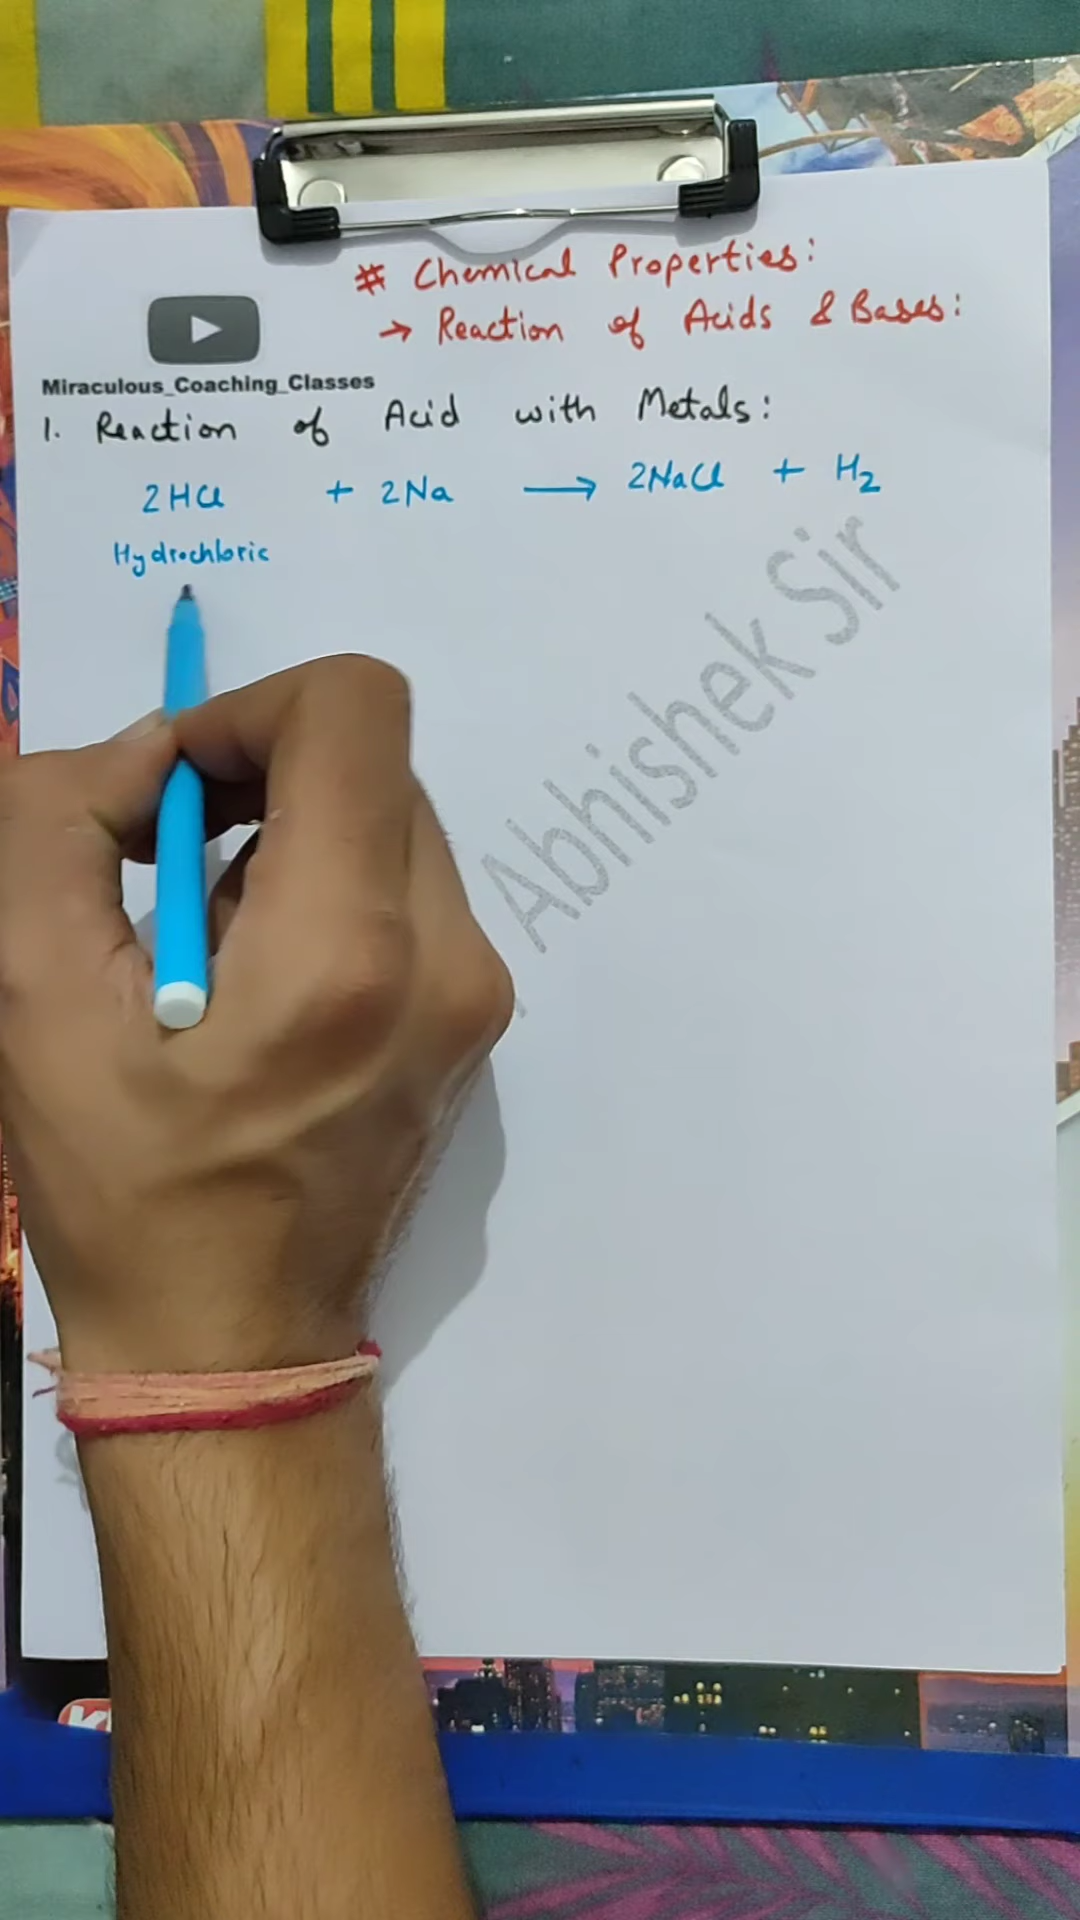 # Chemical Properties:
→ Reaction of Acids & Bases:
Miraculous_Coaching_Classes
1. Reaction of Acid with Metals:
2HCl + 2Na ⟶ 2NaCl + H₂
Hydrochloric
Abhishek Sir